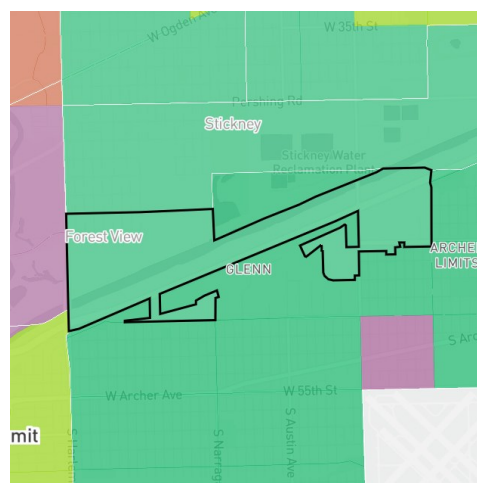 W Ogden Ave
W 35th St
Pershing Rd
Stickney
Stickney Water
Reclamation Plant
Forest View
GLENN
ARCHER
LIMITS
S Arc
W Archer Ave
W 55th St
mit
S Harlem
S Narrag
S Austin Ave